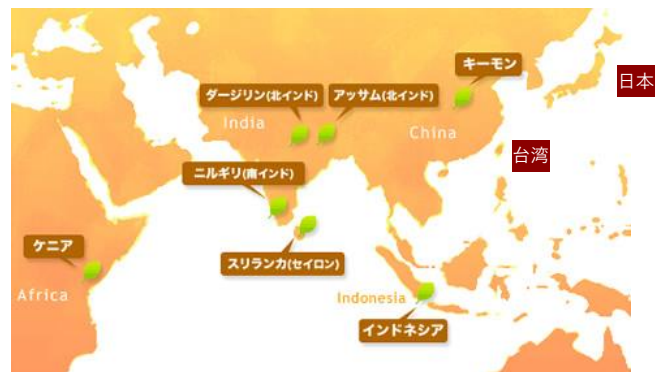 キーモン
日本
ダージリン(北インド)
アッサム(北インド)
India
China
台湾
ニルギリ(南インド)
ケニア
スリランカ(セイロン)
Africa
Indonesia
インドネシア